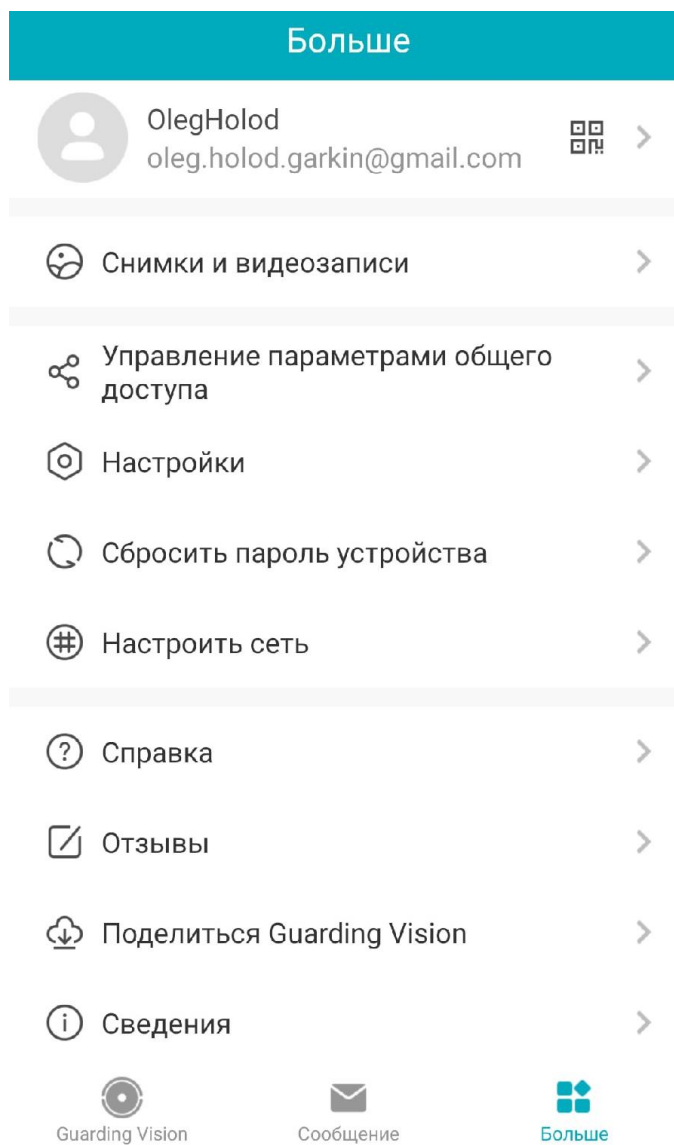 Больше
OlegHolod
oleg.holod.garkin@gmail.com
Снимки и видеозаписи
Управление параметрами общего
доступа
Настройки
Сбросить пароль устройства
Настроить сеть
Справка
Отзывы
Поделиться Guarding Vision
Сведения
Guarding Vision
Сообщение
Больше